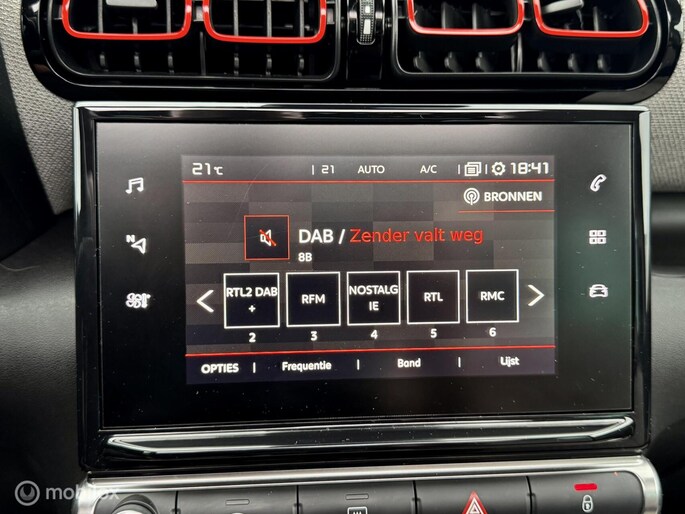 21°C | 21 AUTO A/C | 18:41
BRONNEN
N
DAB / Zender valt weg
8B
RTL2 DAB
+
RFM
NOSTALG
IE
RTL
RMC
2 3 4 5 6
OPTIES | Frequentie | Band | Lijst
mobilox